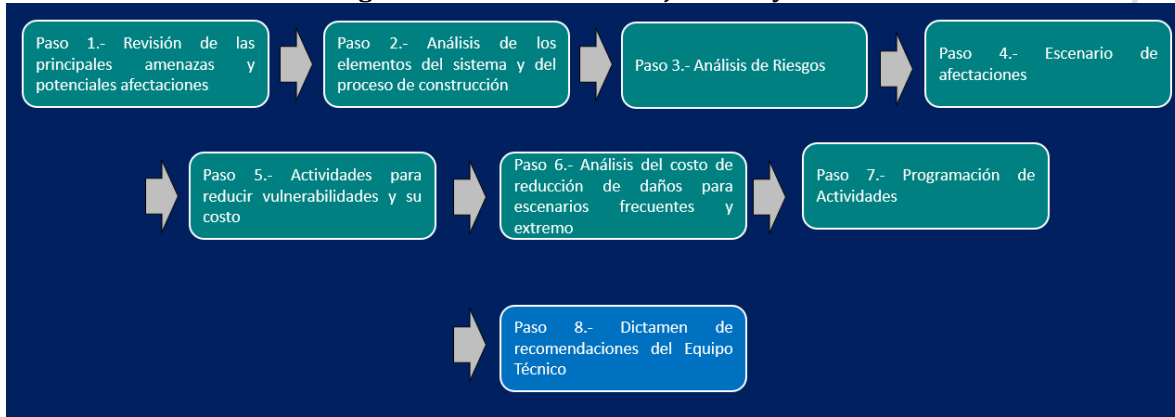 Paso 1.- Revisión de las
principales amenazas y
potenciales afectaciones
Paso 2.- Análisis de los
elementos del sistema y del
proceso de construcción
Paso 3.- Análisis de Riesgos
Paso 4.- Escenario de
afectaciones
Paso 5.- Actividades para
reducir vulnerabilidades y su
costo
Paso 6.- Análisis del costo de
reducción de daños para
escenarios frecuentes y
extremo
Paso 7.- Programación de
Actividades
Paso 8.- Dictamen de
recomendaciones del Equipo
Técnico